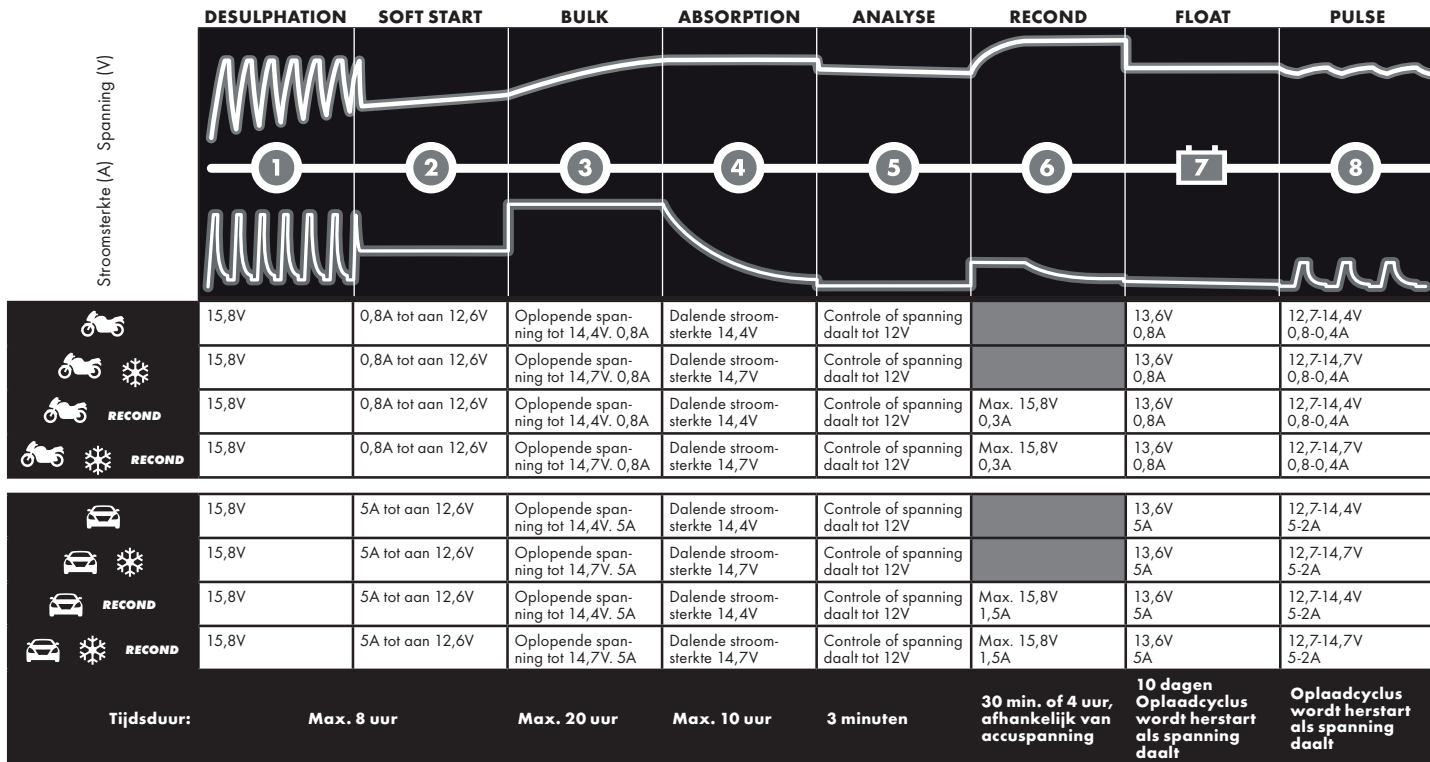 DESULPHATION SOFT START BULK ABSORPTION ANALYSE RECOND FLOAT PULSE
Stroomsterkte (A) Spanning (V)
1 2 3 4 5 6 7 8
15,8V 0,8A tot aan 12,6V Oplopende span- Dalende stroom- Controle of spanning 13,6V 12,7-14,4V
ning tot 14,4V. 0,8A sterkte 14,4V daalt tot 12V 0,8A 0,8-0,4A
15,8V 0,8A tot aan 12,6V Oplopende span- Dalende stroom- Controle of spanning 13,6V 12,7-14,7V
ning tot 14,7V. 0,8A sterkte 14,7V daalt tot 12V 0,8A 0,8-0,4A
RECOND 15,8V 0,8A tot aan 12,6V Oplopende span- Dalende stroom- Controle of spanning Max. 15,8V 13,6V 12,7-14,4V
ning tot 14,4V. 0,8A sterkte 14,4V daalt tot 12V 0,3A 0,8A 0,8-0,4A
RECOND 15,8V 0,8A tot aan 12,6V Oplopende span- Dalende stroom- Controle of spanning Max. 15,8V 13,6V 12,7-14,7V
ning tot 14,7V. 0,8A sterkte 14,7V daalt tot 12V 0,3A 0,8A 0,8-0,4A
15,8V 5A tot aan 12,6V Oplopende span- Dalende stroom- Controle of spanning 13,6V 12,7-14,4V
ning tot 14,4V. 5A sterkte 14,4V daalt tot 12V 5A 5-2A
15,8V 5A tot aan 12,6V Oplopende span- Dalende stroom- Controle of spanning 13,6V 12,7-14,7V
ning tot 14,7V. 5A sterkte 14,7V daalt tot 12V 5A 5-2A
RECOND 15,8V 5A tot aan 12,6V Oplopende span- Dalende stroom- Controle of spanning Max. 15,8V 13,6V 12,7-14,4V
ning tot 14,4V. 5A sterkte 14,4V daalt tot 12V 1,5A 5A 5-2A
RECOND 15,8V 5A tot aan 12,6V Oplopende span- Dalende stroom- Controle of spanning Max. 15,8V 13,6V 12,7-14,7V
ning tot 14,7V. 5A sterkte 14,7V daalt tot 12V 1,5A 5A 5-2A
Tijdsduur: Max. 8 uur Max. 20 uur Max. 10 uur 3 minuten
30 min. of 4 uur,
afhankelijk van
accuspanning
10 dagen
Oplaadcyclus
wordt herstart
als spanning
daalt
Oplaadcyclus
wordt herstart
als spanning
daalt